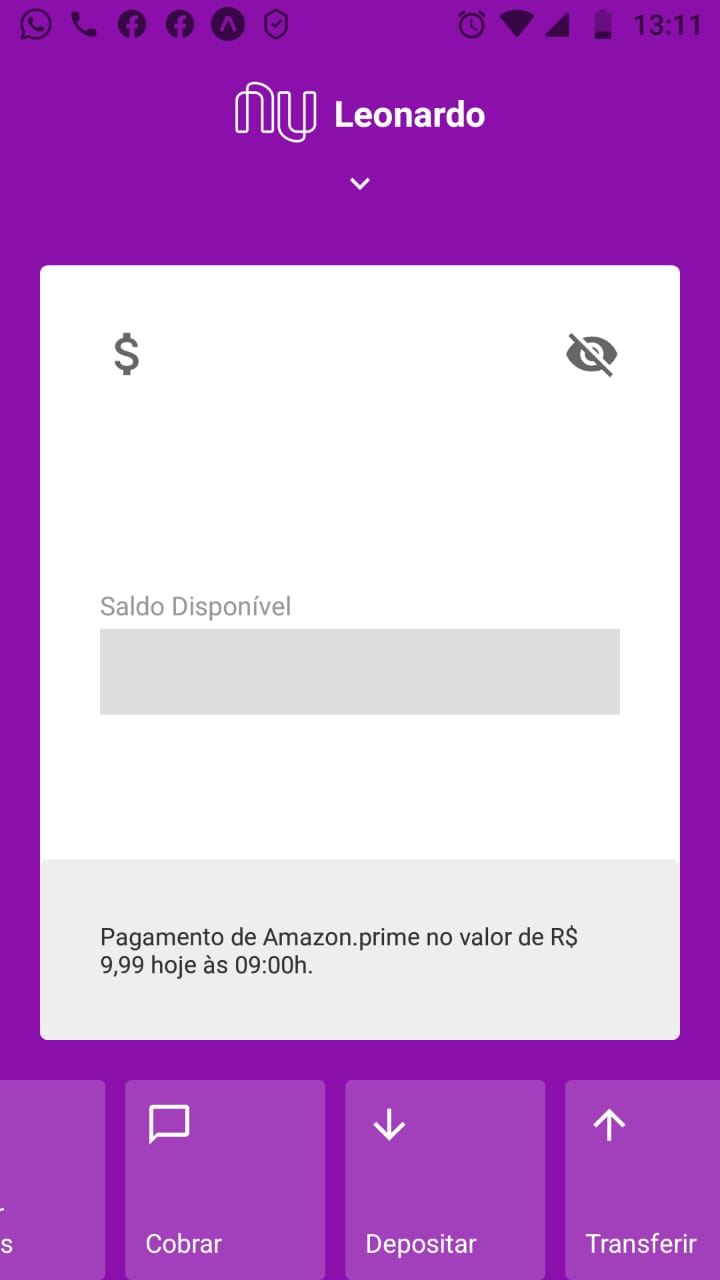 13:11
nu Leonardo
$
Saldo Disponível
Pagamento de Amazon.prime no valor de R$
9,99 hoje às 09:00h.
r
s
Cobrar
Depositar
Transferir